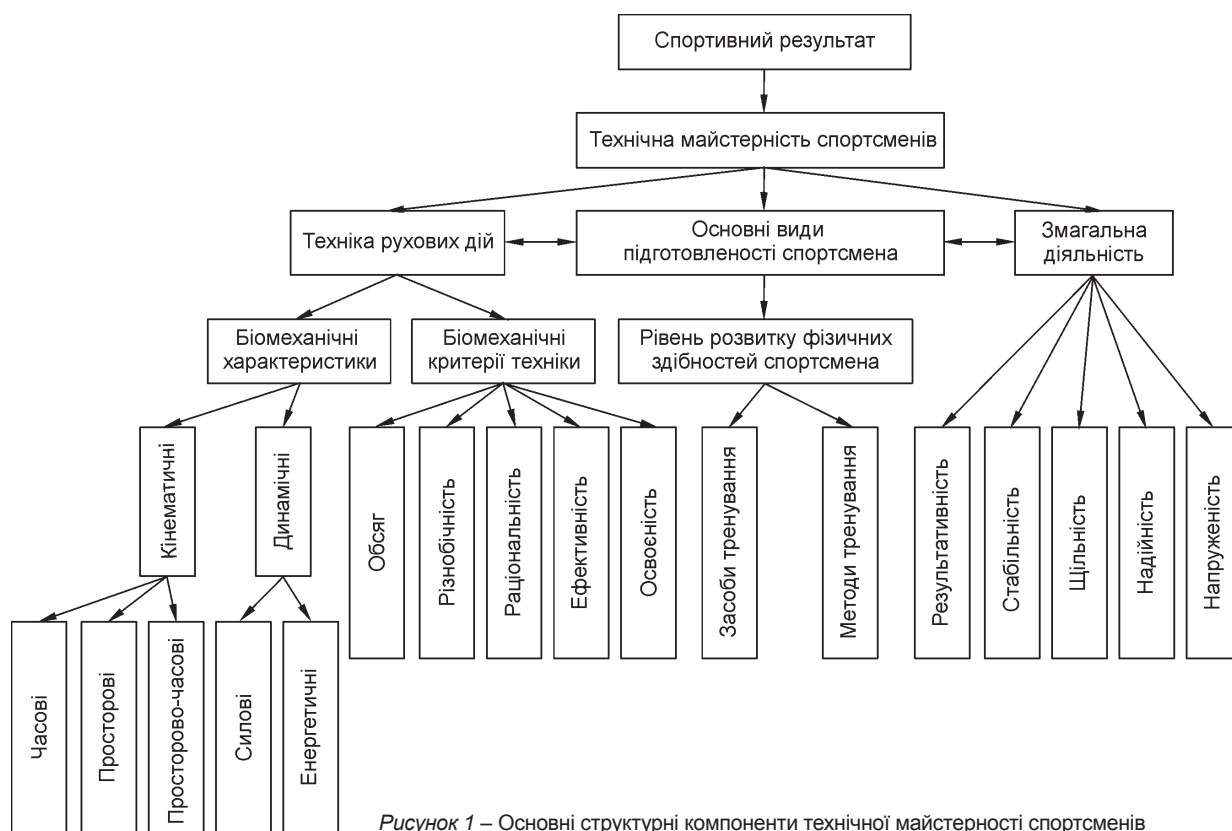 Спортивний результат
Технічна майстерність спортсменів
Техніка рухових дій
Основні види
підготовленості спортсмена
Змагальна
діяльність
Біомеханічні
характеристики
Біомеханічні
критерії техніки
Рівень розвитку фізичних
здібностей спортсмена
Кінематичні
Динамічні
Обсяг
Різнобічність
Раціональність
Ефективність
Освоєність
Засоби тренування
Методи тренування
Результативність
Стабільність
Щільність
Надійність
Напруженість
Часові
Просторові
Просторово-часові
Силові
Енергетичні
Рисунок 1 – Основні структурні компоненти технічної майстерності спортсменів